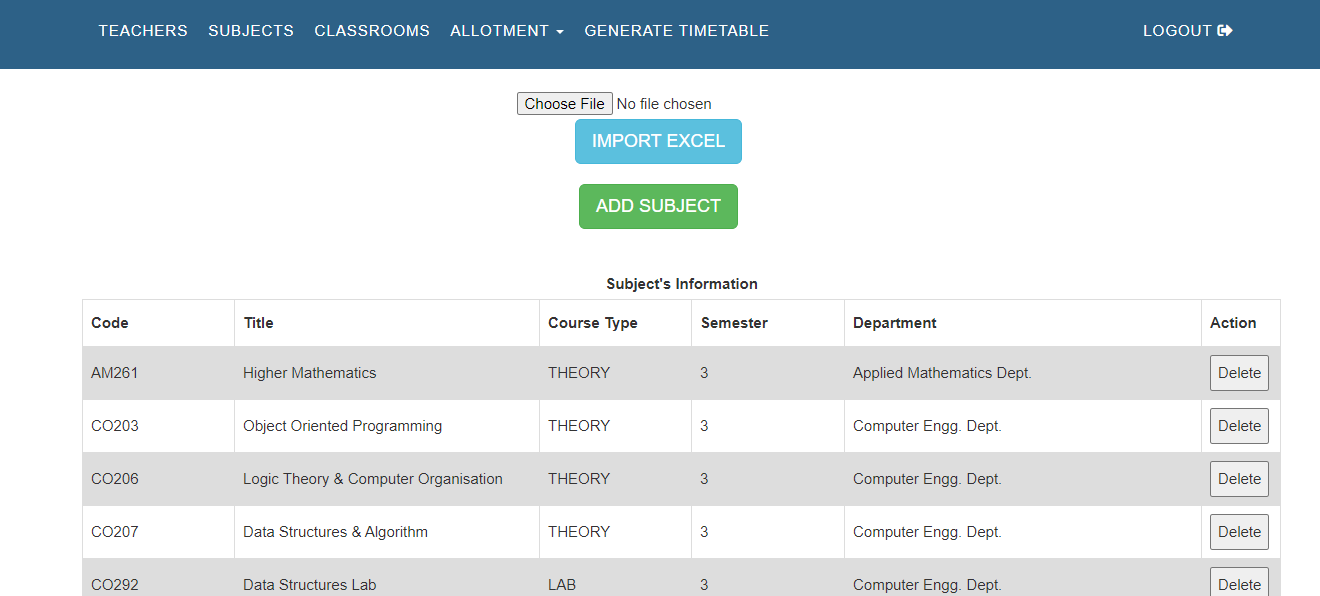 TEACHERS SUBJECTS CLASSROOMS ALLOTMENT GENERATE TIMETABLE LOGOUT
Choose File No file chosen
IMPORT EXCEL
ADD SUBJECT
Subject's Information
Code Title Course Type Semester Department Action
AM261 Higher Mathematics THEORY 3 Applied Mathematics Dept. Delete
CO203 Object Oriented Programming THEORY 3 Computer Engg. Dept. Delete
CO206 Logic Theory & Computer Organisation THEORY 3 Computer Engg. Dept. Delete
CO207 Data Structures & Algorithm THEORY 3 Computer Engg. Dept. Delete
CO292 Data Structures Lab LAB 3 Computer Engg. Dept. Delete